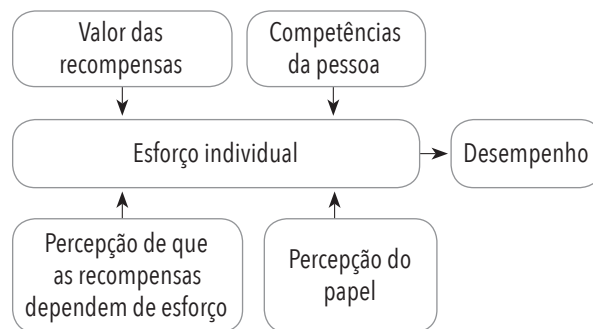 Valor das
recompensas
Competências
da pessoa
Esforço individual
Desempenho
Percepção de que
as recompensas
dependem de esforço
Percepção do
papel